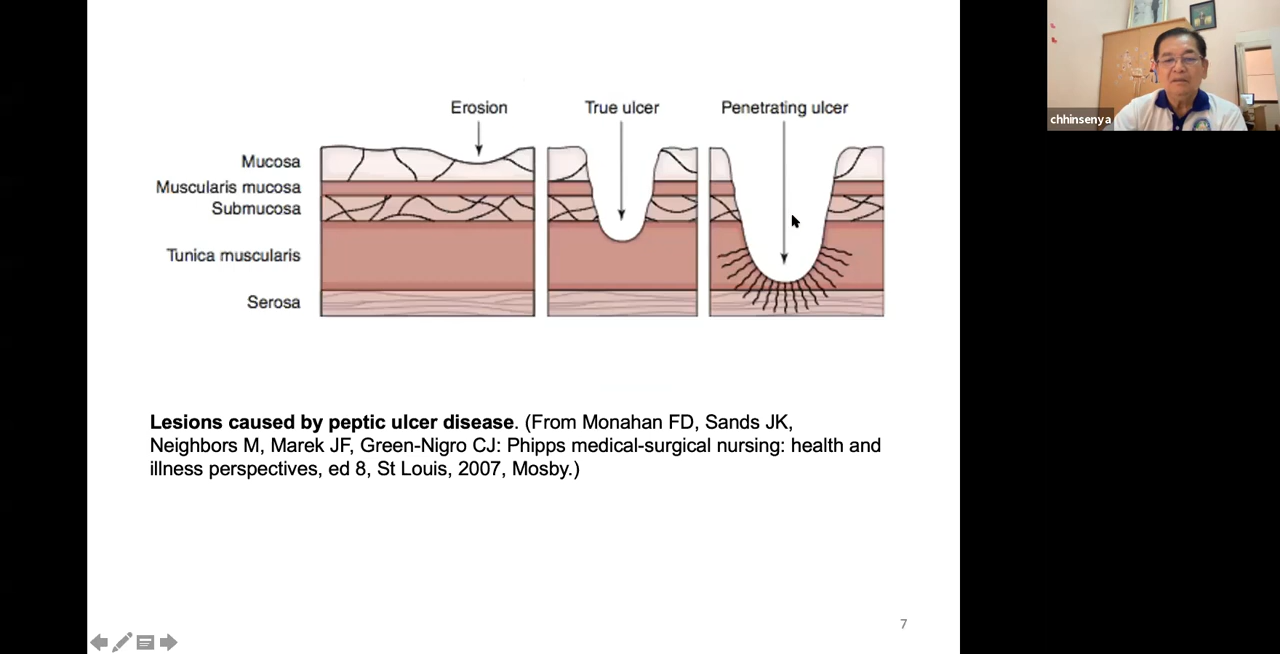 Erosion
True ulcer
Penetrating ulcer
Mucosa
Muscularis mucosa
Submucosa
Tunica muscularis
Serosa
Lesions caused by peptic ulcer disease. (From Monahan FD, Sands JK,
Neighbors M, Marek JF, Green-Nigro CJ: Phipps medical-surgical nursing: health and
illness perspectives, ed 8, St Louis, 2007, Mosby.)
7
chhinsenya